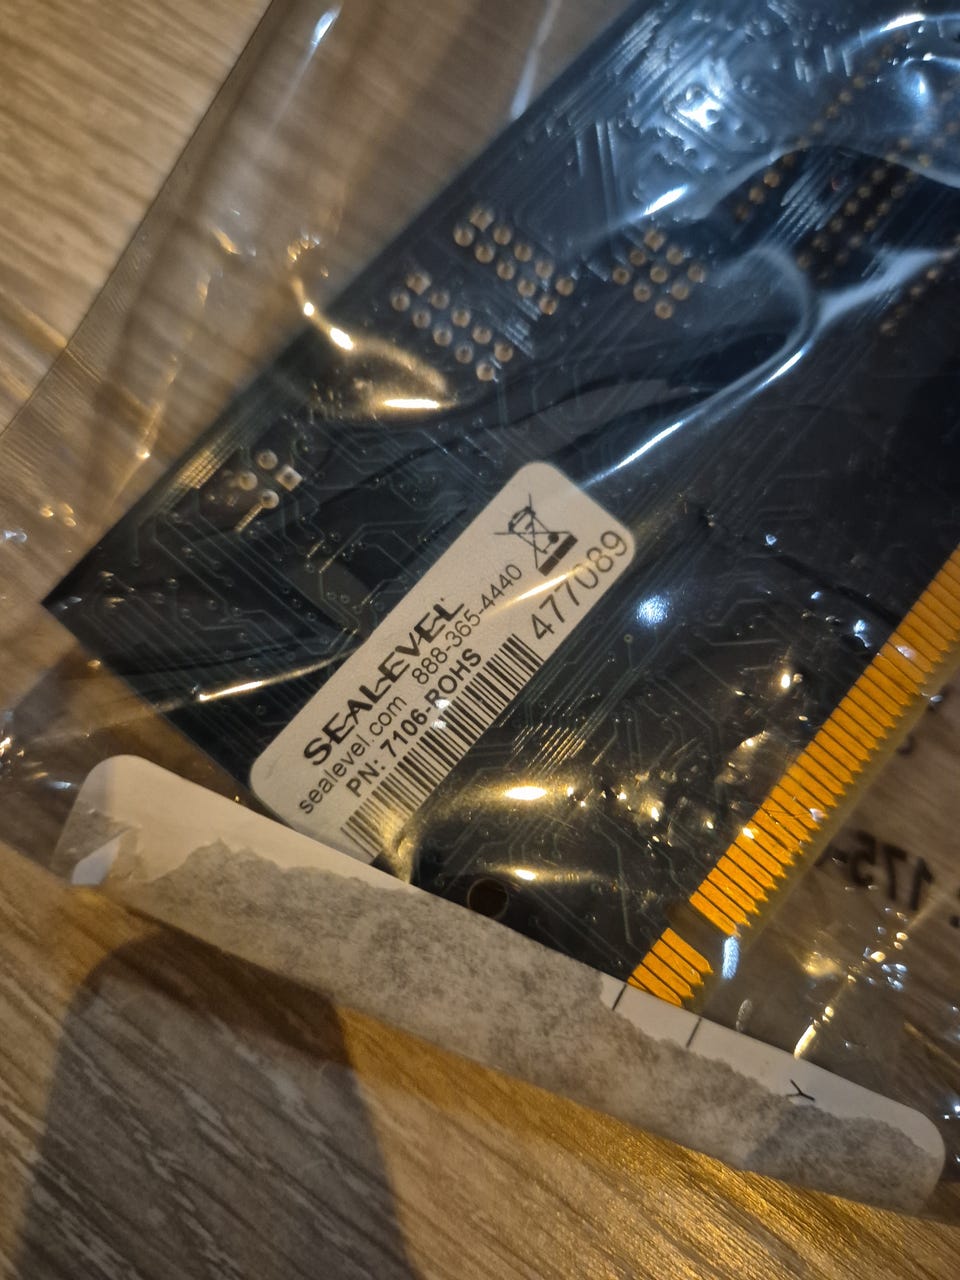 SEALEVEL
sealevel.com 888-365-4440
PN: 7106-ROHS
477089
Y